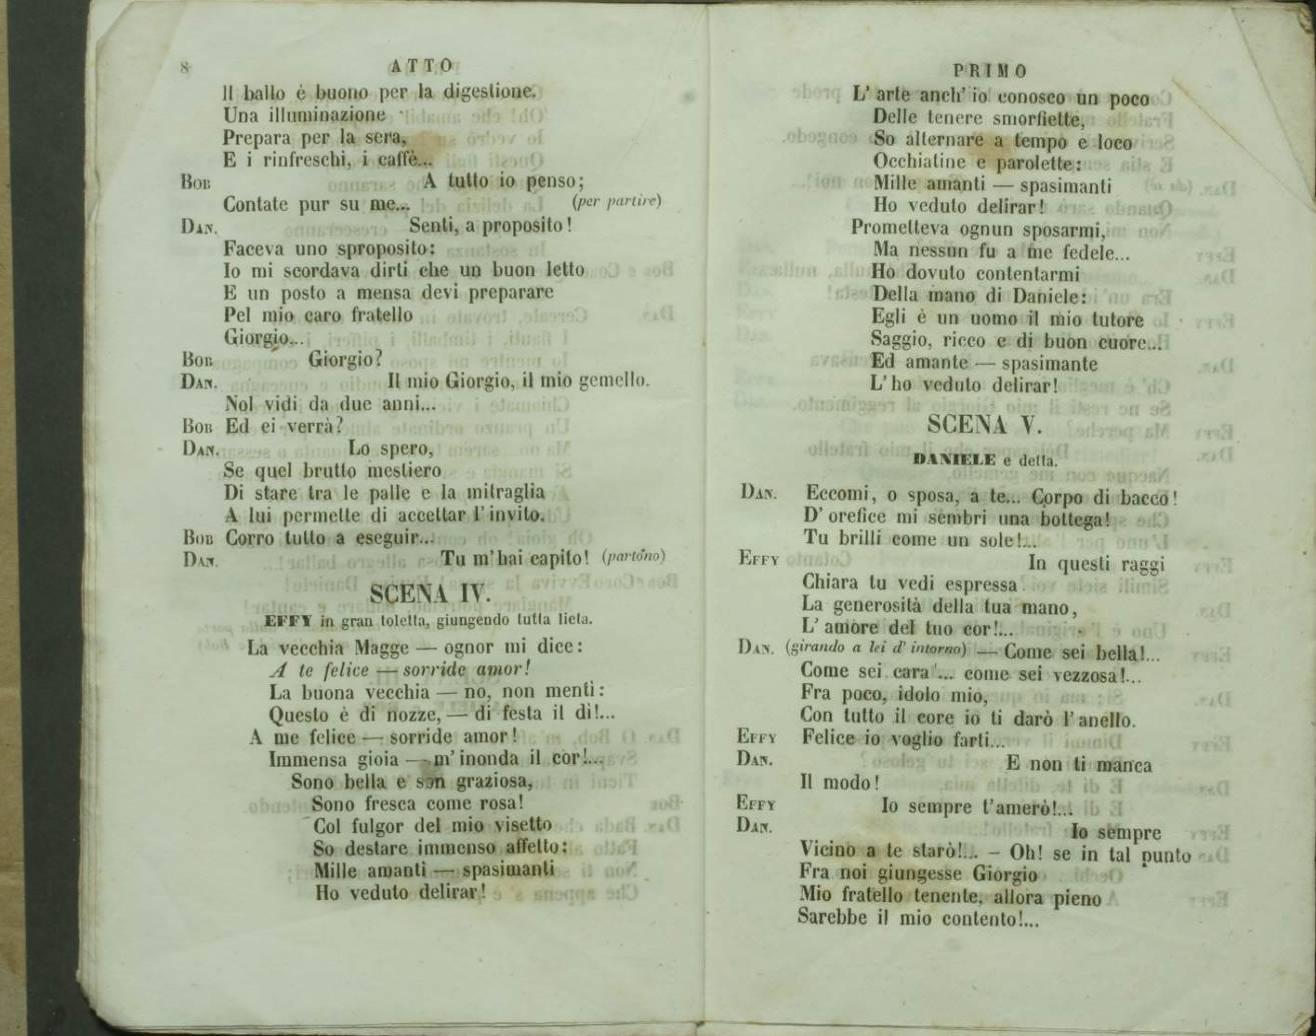 8
ATTO
Il ballo è buono per la digestione.
Una illuminazione
Prepara per la sera,
E i rinfreschi, i caffè...
BOB A tutto io penso;
Contate pur su me... (per partire)
DAN. Senti, a proposito!
Faceva uno sproposito:
Io mi scordava dirti che un buon letto
E un posto a mensa devi preparare
Pel mio caro fratello
Giorgio...
BOB Giorgio?
DAN. Il mio Giorgio, il mio gemello.
Nol vidi da due anni...
BOB Ed ei verrà?
DAN. Lo spero,
Se quel brutto mestiero
Di stare tra le palle e la mitraglia
A lui permette di accettar l'invito.
BOB Corro tutto a eseguir...
DAN. Tu m'hai capito! (partono)
SCENA IV.
EFFY in gran toletta, giungendo tutta lieta.
La vecchia Magge — ognor mi dice:
A te felice — sorride amor!
La buona vecchia — no, non mentì:
Questo è di nozze, — di festa il dì!...
A me felice — sorride amor!
Immensa gioia — m'inonda il cor!...
Sono bella e son graziosa,
Sono fresca come rosa!
Col fulgor del mio visetto
So destare immenso affetto:
Mille amanti — spasimanti
Ho veduto delirar!
PRIMO
L'arte anch'io conosco un poco
Delle tenere smorfiette,
So alternare a tempo e loco
Occhiatine e parolette:
Mille amanti — spasimanti
Ho veduto delirar!
Prometteva ognun sposarmi,
Ma nessun fu a me fedele...
Ho dovuto contentarmi
Della mano di Daniele:
Egli è un uomo il mio tutore
Saggio, ricco e di buon cuore...
Ed amante — spasimante
L'ho veduto delirar!
SCENA V.
DANIELE e detta.
DAN. Eccomi, o sposa, a te... Corpo di bacco!
D'orefice mi sembri una bottega!
Tu brilli come un sole!...
EFFY In questi raggi
Chiara tu vedi espressa
La generosità della tua mano,
L'amore del tuo cor!...
DAN. (girando a lei d'intorno) — Come sei bella!...
Come sei cara... come sei vezzosa!...
Fra poco, idolo mio,
Con tutto il core io ti darò l'anello.
EFFY Felice io voglio farti...
DAN. E non ti manca
Il modo!
EFFY Io sempre t'amerò!...
DAN. Io sempre
Vicino a te starò!... – Oh! se in tal punto
Fra noi giungesse Giorgio
Mio fratello tenente, allora pieno
Sarebbe il mio contento!...